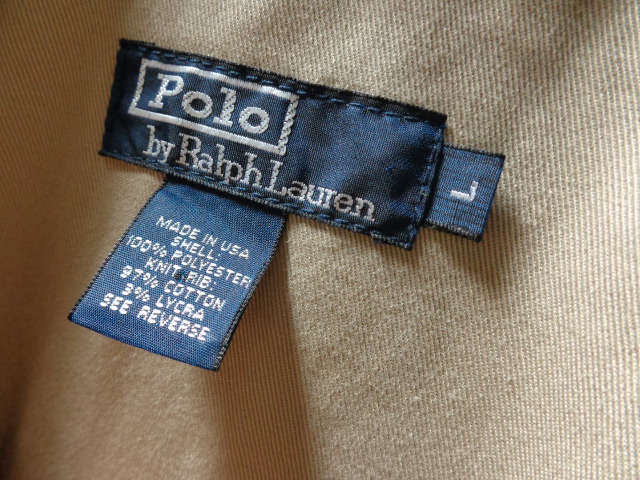 Polo
by Ralph Lauren
L
MADE IN USA
SHELL:
100% POLYESTER
KNIT RIB:
97% COTTON
3% LYCRA
SEE REVERSE